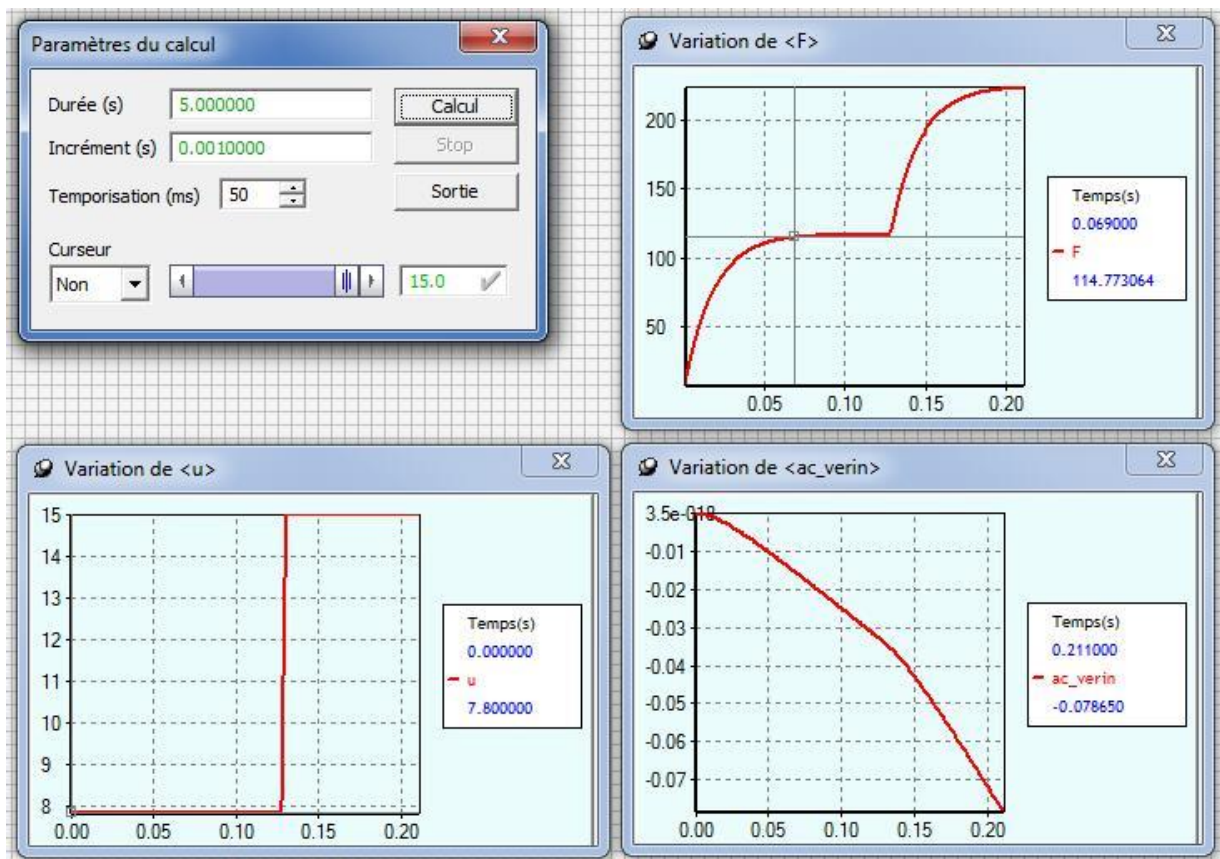 Paramètres du calcul
Durée (s) 5.000000 Calcul
Incrément (s) 0.0010000 Stop
Temporisation (ms) 50 Sortie
Curseur
Non 15.0
Variation de <F>
200
150
100
50
0.05 0.10 0.15 0.20
Temps(s)
0.069000
F
114.773064
Variation de <u>
15
14
13
12
11
10
9
8
0.00 0.05 0.10 0.15 0.20
Temps(s)
0.000000
u
7.800000
Variation de <ac_verin>
3.5e-018
-0.01
-0.02
-0.03
-0.04
-0.05
-0.06
-0.07
0.00 0.05 0.10 0.15 0.20
Temps(s)
0.211000
ac_verin
-0.078650